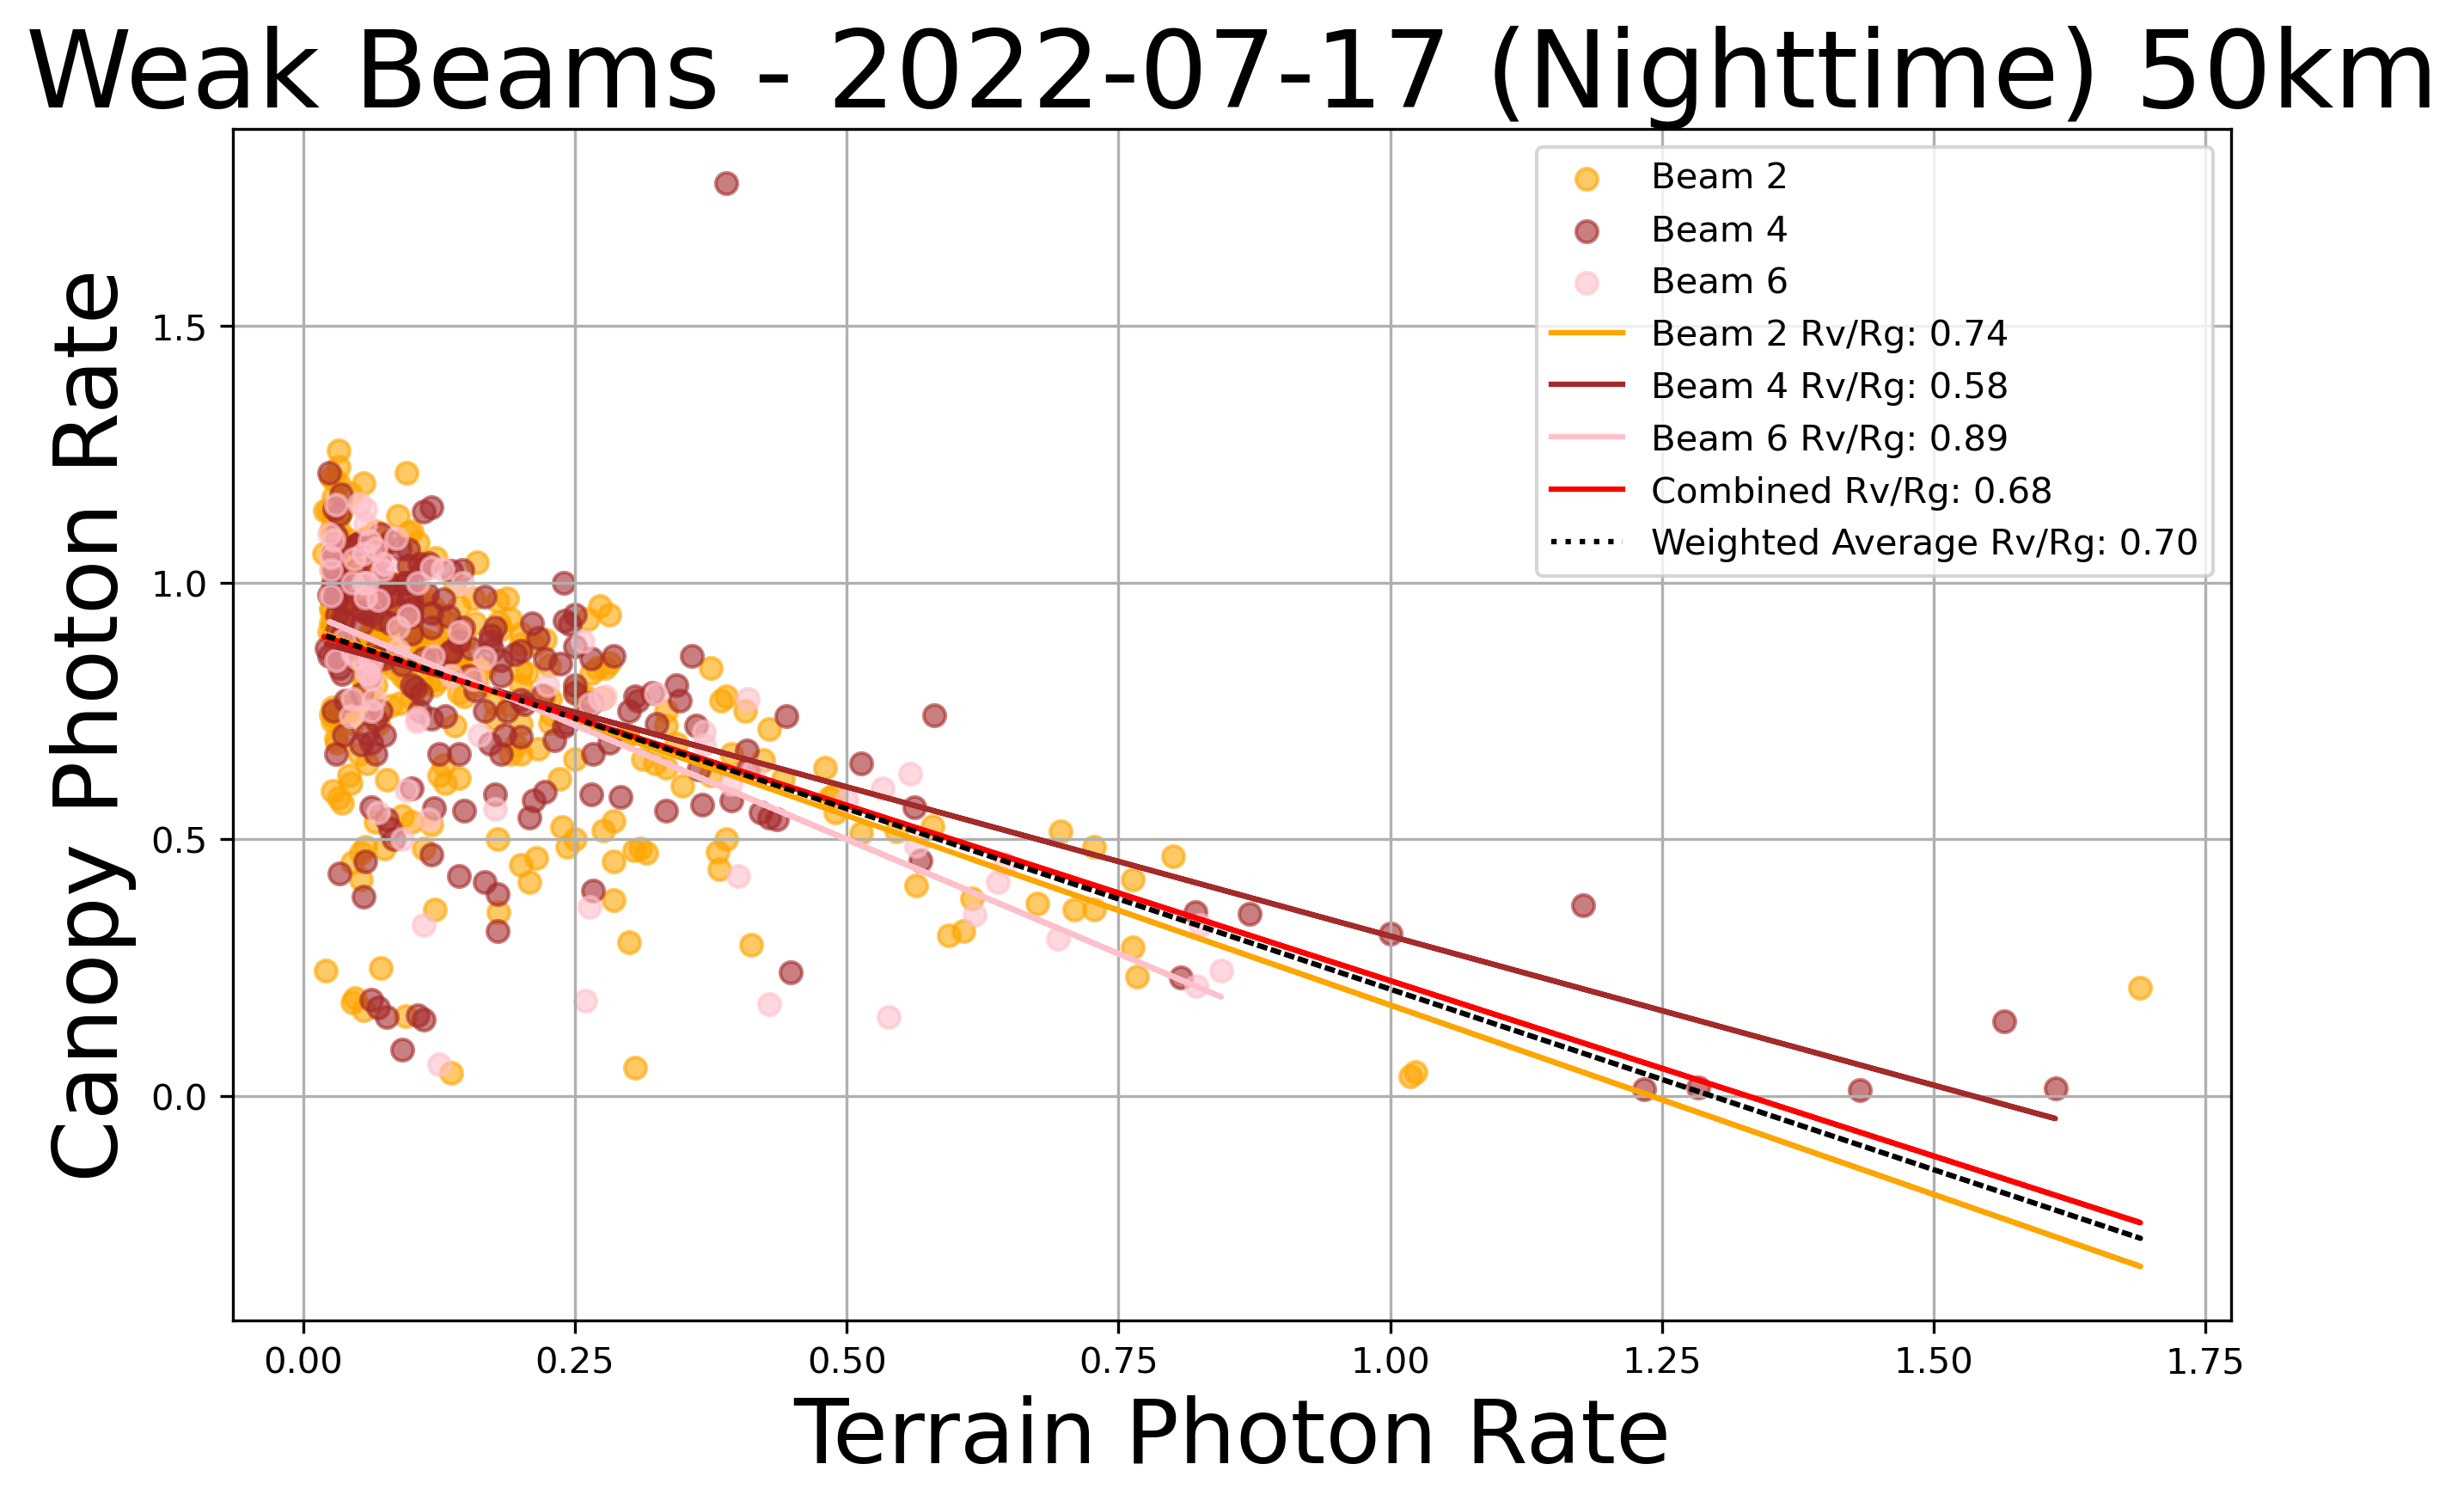 Weak Beams - 2022-07-17 (Nighttime) 50km
Canopy Photon Rate
1.5
1.0
0.5
0.0
Beam 2
Beam 4
Beam 6
Beam 2 Rv/Rg: 0.74
Beam 4 Rv/Rg: 0.58
Beam 6 Rv/Rg: 0.89
Combined Rv/Rg: 0.68
Weighted Average Rv/Rg: 0.70
0.00 0.25 0.50 0.75 1.00 1.25 1.50 1.75
Terrain Photon Rate